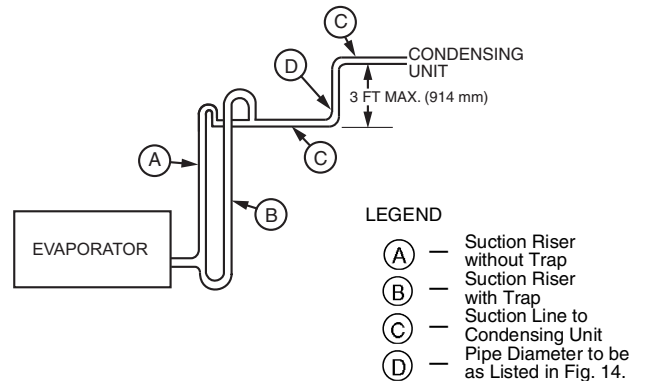 C
CONDENSING
UNIT
D
3 FT MAX. (914 mm)
A
C
B
EVAPORATOR
LEGEND
A — Suction Riser
without Trap
B — Suction Riser
with Trap
C — Suction Line to
Condensing Unit
D — Pipe Diameter to be
as Listed in Fig. 14.